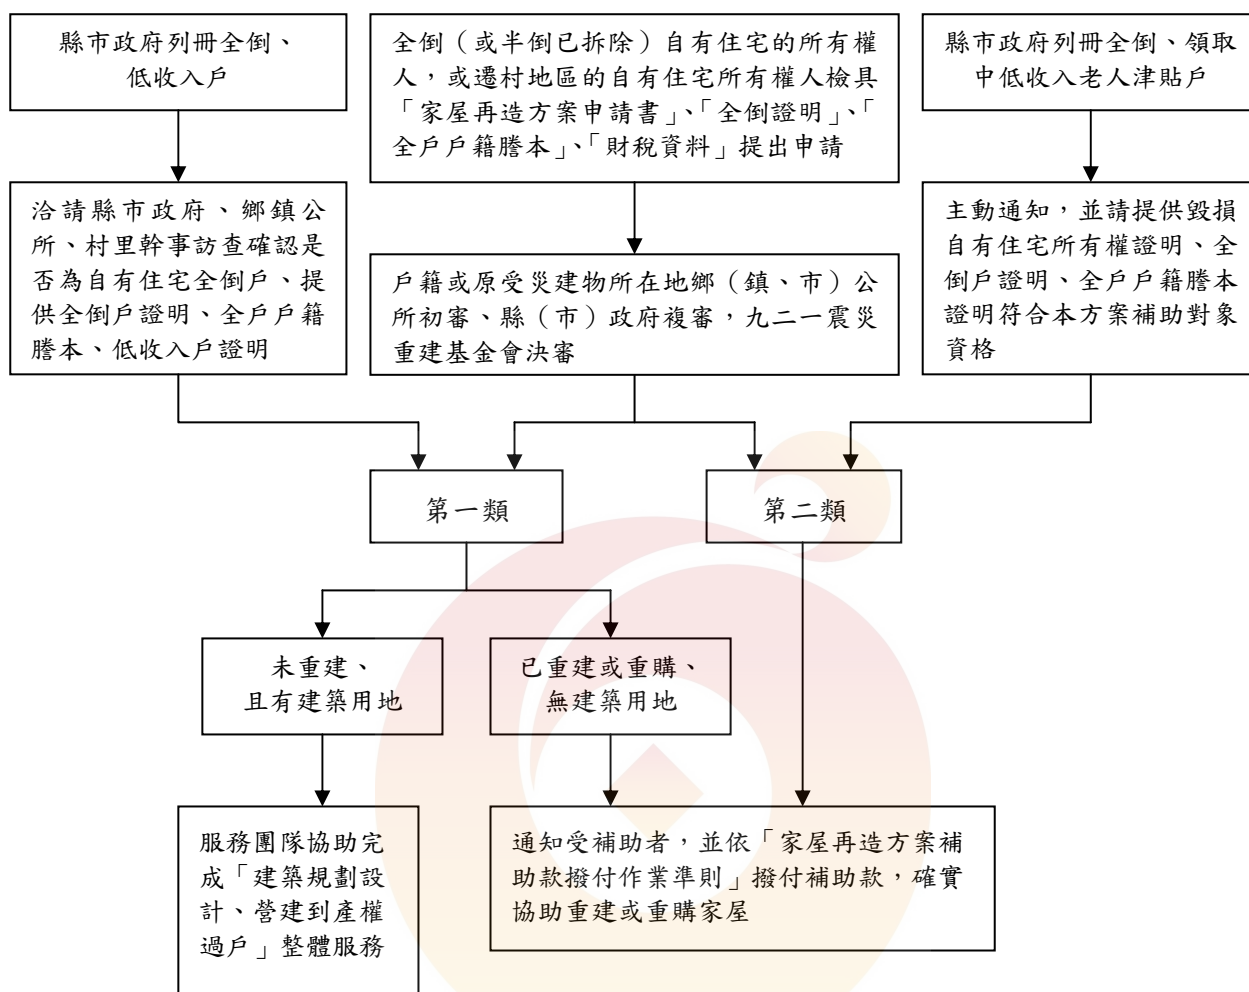 縣市政府列冊全倒、
低收入戶
全倒（或半倒已拆除）自有住宅的所有權
人，或遷村地區的自有住宅所有權人檢具
「家屋再造方案申請書」、「全倒證明」、「
全戶戶籍謄本」、「財稅資料」提出申請
縣市政府列冊全倒、領取
中低收入老人津貼戶
洽請縣市政府、鄉鎮公
所、村里幹事訪查確認是
否為自有住宅全倒戶、提
供全倒戶證明、全戶戶籍
謄本、低收入戶證明
戶籍或原受災建物所在地鄉（鎮、市）公
所初審、縣（市）政府複審，九二一震災
重建基金會決審
主動通知，並請提供毀損
自有住宅所有權證明、全
倒戶證明、全戶戶籍謄本
證明符合本方案補助對象
資格
第一類
第二類
未重建、
且有建築用地
已重建或重購、
無建築用地
服務團隊協助完
成「建築規劃設
計、營建到產權
過戶」整體服務
通知受補助者，並依「家屋再造方案補
助款撥付作業準則」撥付補助款，確實
協助重建或重購家屋